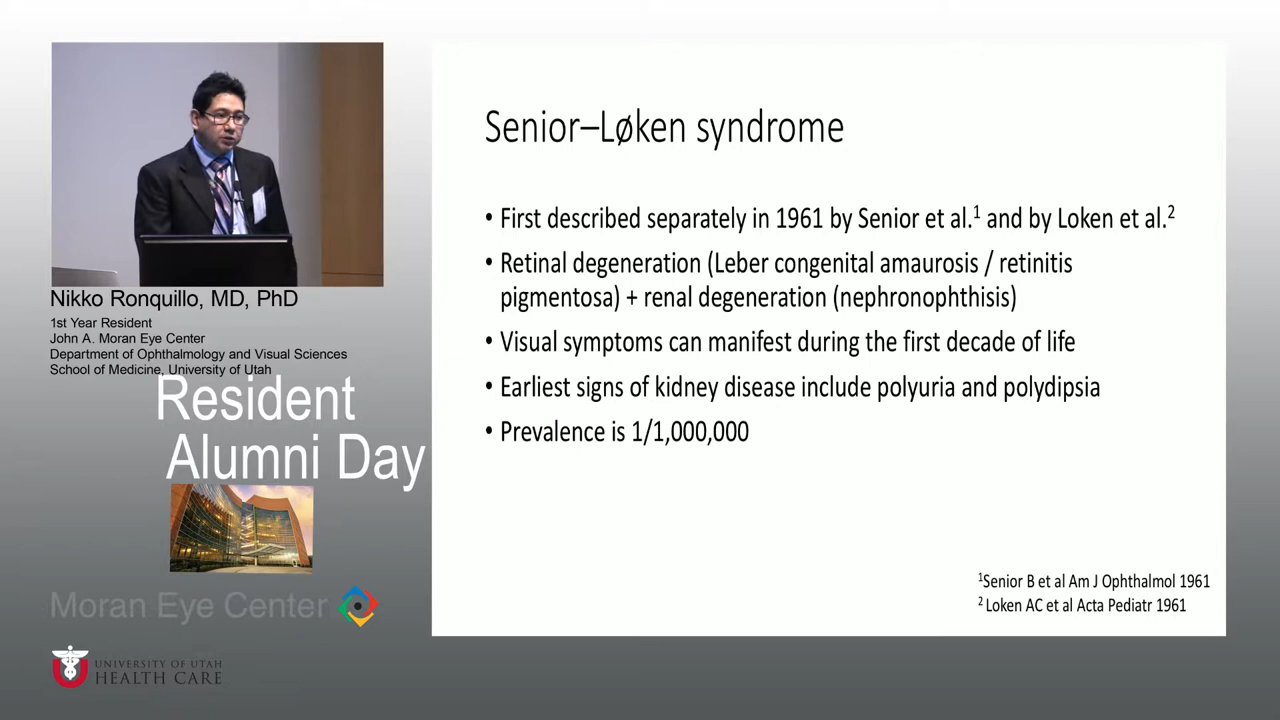 Nikko Ronquillo, MD, PhD
1st Year Resident
John A. Moran Eye Center
Department of Ophthalmology and Visual Sciences
School of Medicine, University of Utah
Resident
Alumni Day
Moran Eye Center
UNIVERSITY OF UTAH
HEALTH CARE
Senior–Løken syndrome
• First described separately in 1961 by Senior et al.¹ and by Loken et al.²
• Retinal degeneration (Leber congenital amaurosis / retinitis
pigmentosa) + renal degeneration (nephronophthisis)
• Visual symptoms can manifest during the first decade of life
• Earliest signs of kidney disease include polyuria and polydipsia
• Prevalence is 1/1,000,000
¹Senior B et al Am J Ophthalmol 1961
² Loken AC et al Acta Pediatr 1961